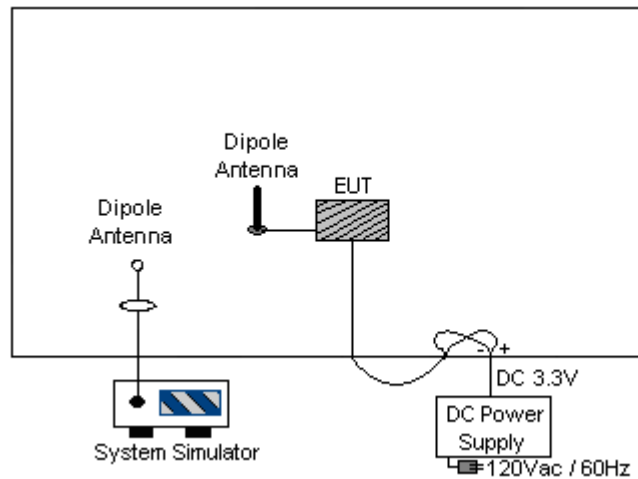 Dipole
Antenna
EUT
Dipole
Antenna
- +
DC 3.3V
DC Power
Supply
System Simulator
120Vac / 60Hz